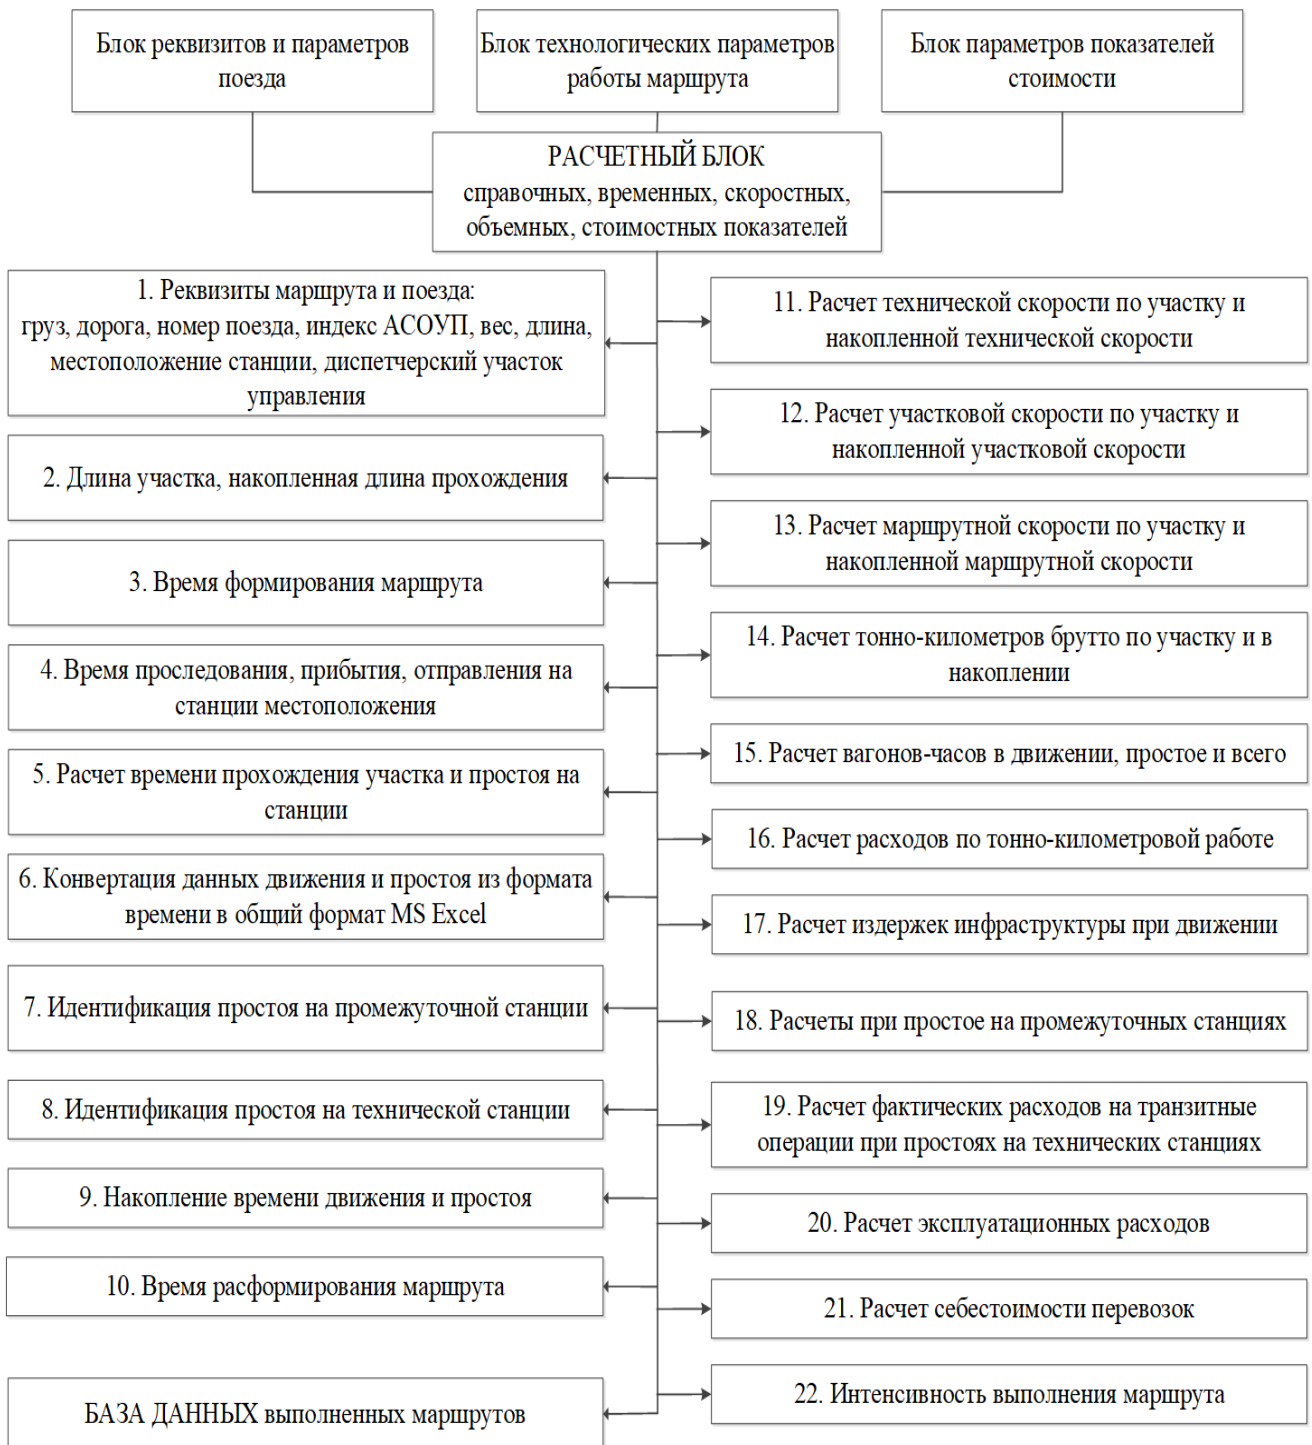 Блок реквизитов и параметров
поезда
Блок технологических параметров
работы маршрута
Блок параметров показателей
стоимости
РАСЧЕТНЫЙ БЛОК
справочных, временных, скоростных,
объемных, стоимостных показателей
1. Реквизиты маршрута и поезда:
груз, дорога, номер поезда, индекс АСОУП, вес, длина,
местоположение станции, диспетчерский участок
управления
2. Длина участка, накопленная длина прохождения
3. Время формирования маршрута
4. Время проследования, прибытия, отправления на
станции местоположения
5. Расчет времени прохождения участка и простоя на
станции
6. Конвертация данных движения и простоя из формата
времени в общий формат MS Excel
7. Идентификация простоя на промежуточной станции
8. Идентификация простоя на технической станции
9. Накопление времени движения и простоя
10. Время расформирования маршрута
БАЗА ДАННЫХ выполненных маршрутов
11. Расчет технической скорости по участку и
накопленной технической скорости
12. Расчет участковой скорости по участку и
накопленной участковой скорости
13. Расчет маршрутной скорости по участку и
накопленной маршрутной скорости
14. Расчет тонно-километров брутто по участку и в
накоплении
15. Расчет вагонов-часов в движении, простое и всего
16. Расчет расходов по тонно-километровой работе
17. Расчет издержек инфраструктуры при движении
18. Расчеты при простое на промежуточных станциях
19. Расчет фактических расходов на транзитные
операции при простоях на технических станциях
20. Расчет эксплуатационных расходов
21. Расчет себестоимости перевозок
22. Интенсивность выполнения маршрута